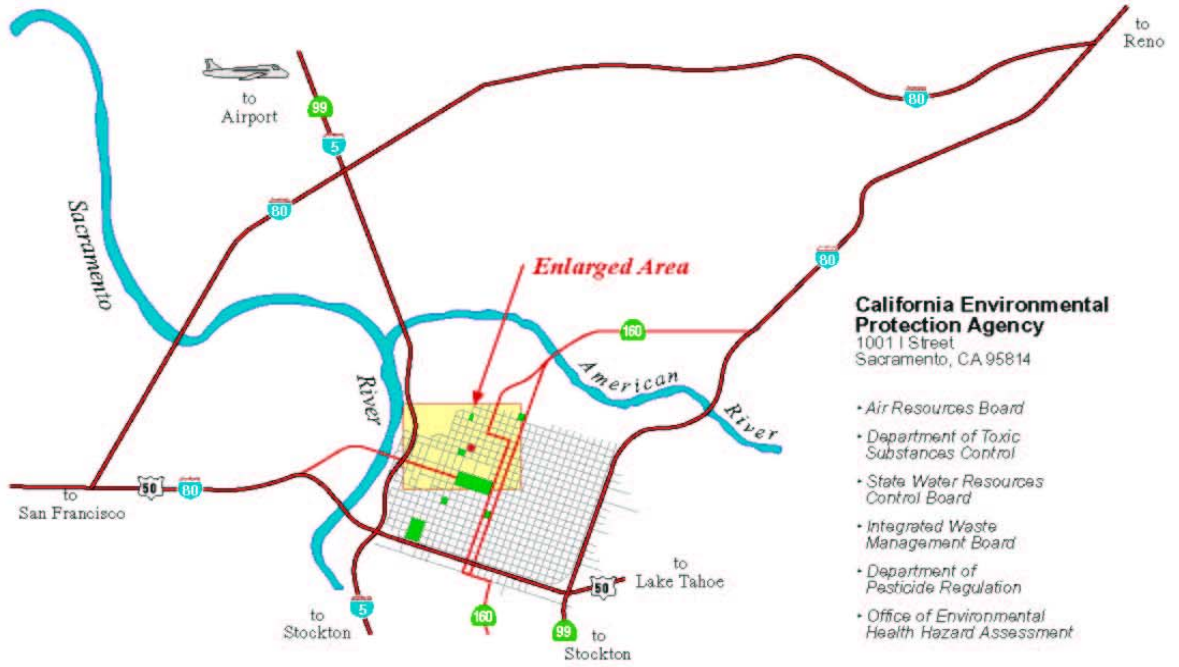 to
Reno
to
Airport
99
5
80
80
80
Sacramento
River
Enlarged Area
160
American
River
California Environmental
Protection Agency
1001 I Street
Sacramento, CA 95814
• Air Resources Board
• Department of Toxic
Substances Control
• State Water Resources
Control Board
• Integrated Waste
Management Board
• Department of
Pesticide Regulation
• Office of Environmental
Health Hazard Assessment
50
80
to
San Francisco
to
Lake Tahoe
50
5
to
Stockton
160
99
to
Stockton